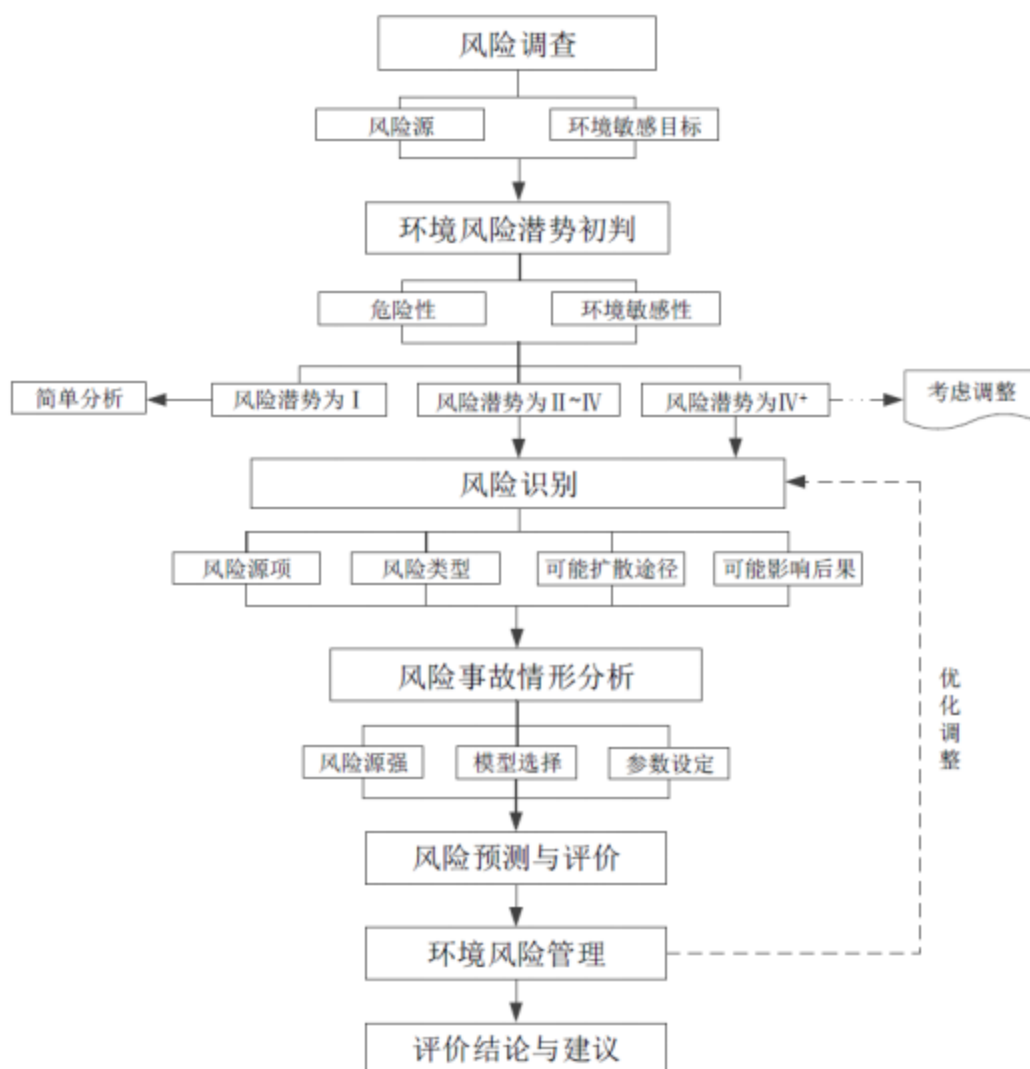 风险调查
风险源
环境敏感目标
环境风险潜势初判
危险性
环境敏感性
简单分析
风险潜势为Ⅰ
风险潜势为Ⅱ~Ⅳ
风险潜势为Ⅳ⁺
考虑调整
风险识别
风险源项
风险类型
可能扩散途径
可能影响后果
风险事故情形分析
优化调整
风险源强
模型选择
参数设定
风险预测与评价
环境风险管理
评价结论与建议